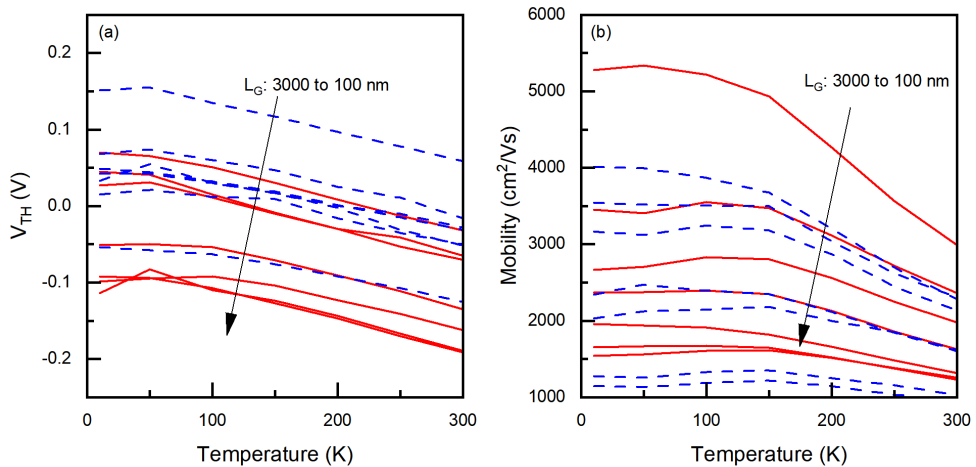 (a)
L_G: 3000 to 100 nm
0.2
0.1
0.0
-0.1
-0.2
V_TH (V)
0 100 200 300
Temperature (K)
(b)
L_G: 3000 to 100 nm
6000
5000
4000
3000
2000
1000
Mobility (cm²/Vs)
0 100 200 300
Temperature (K)